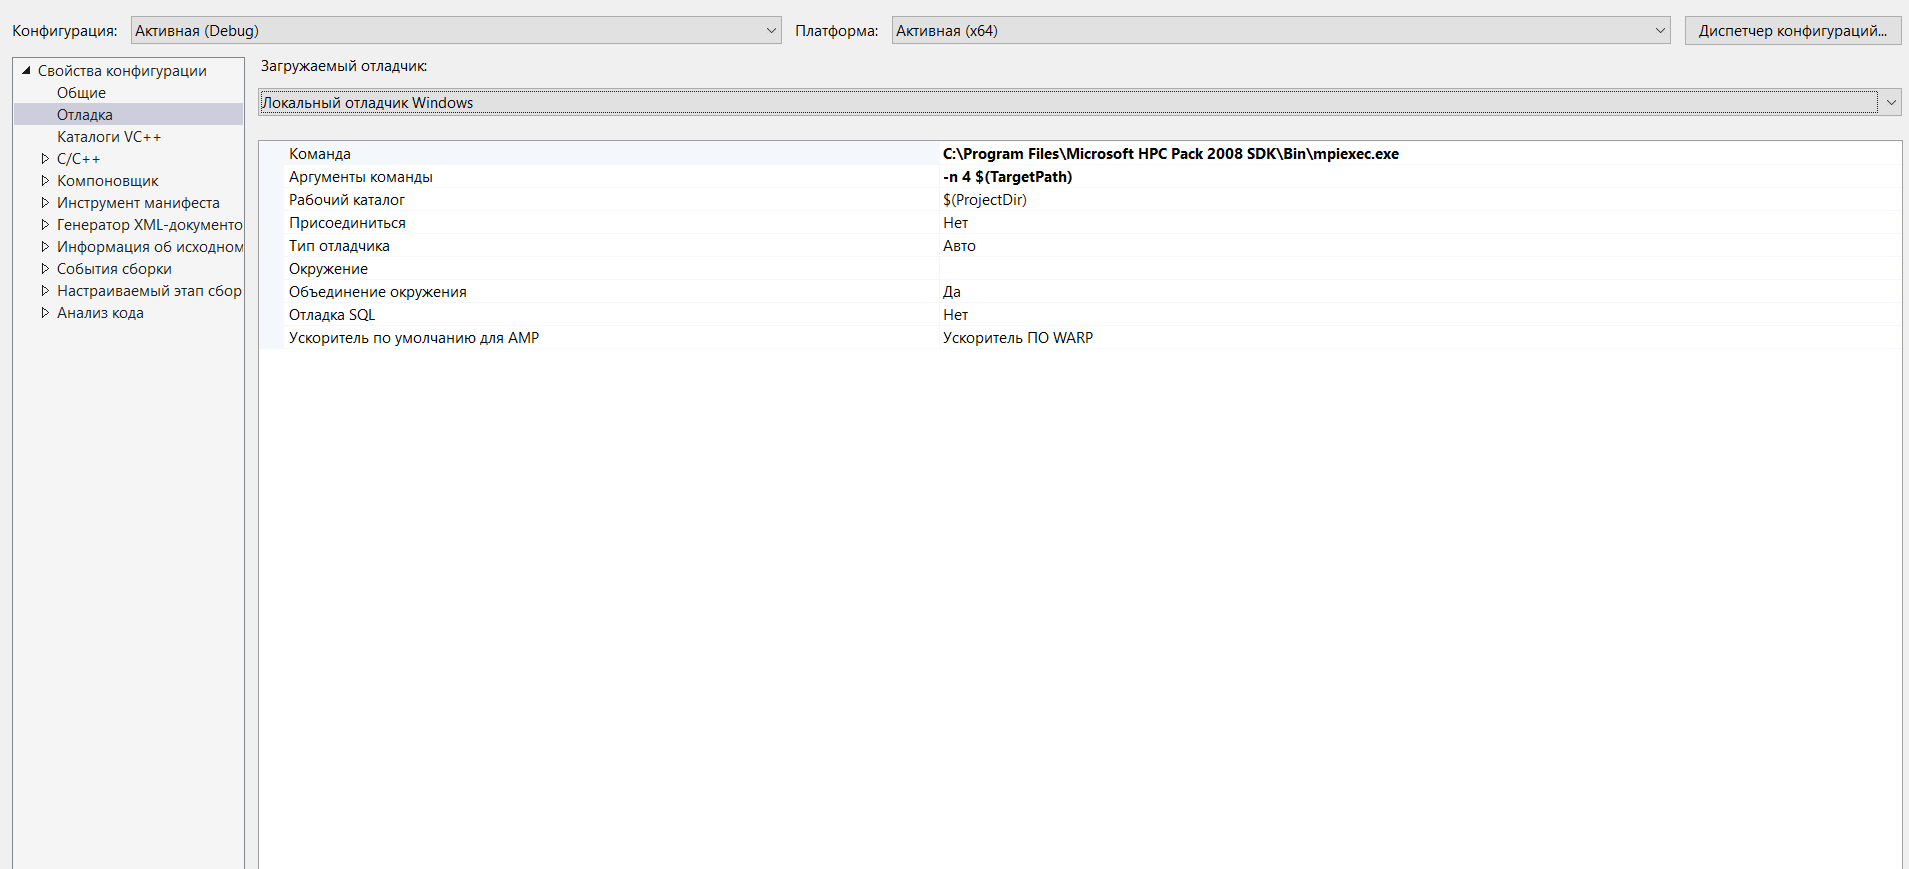 Конфигурация: Активная (Debug) Платформа: Активная (x64) Диспетчер конфигураций...
Свойства конфигурации
Общие
Отладка
Каталоги VC++
C/C++
Компоновщик
Инструмент манифеста
Генератор XML-документо
Информация об исходном
События сборки
Настраиваемый этап сбор
Анализ кода
Загружаемый отладчик:
Локальный отладчик Windows
Команда C:\Program Files\Microsoft HPC Pack 2008 SDK\Bin\mpiexec.exe
Аргументы команды -n 4 $(TargetPath)
Рабочий каталог $(ProjectDir)
Присоединиться Нет
Тип отладчика Авто
Окружение
Объединение окружения Да
Отладка SQL Нет
Ускоритель по умолчанию для AMP Ускоритель ПО WARP